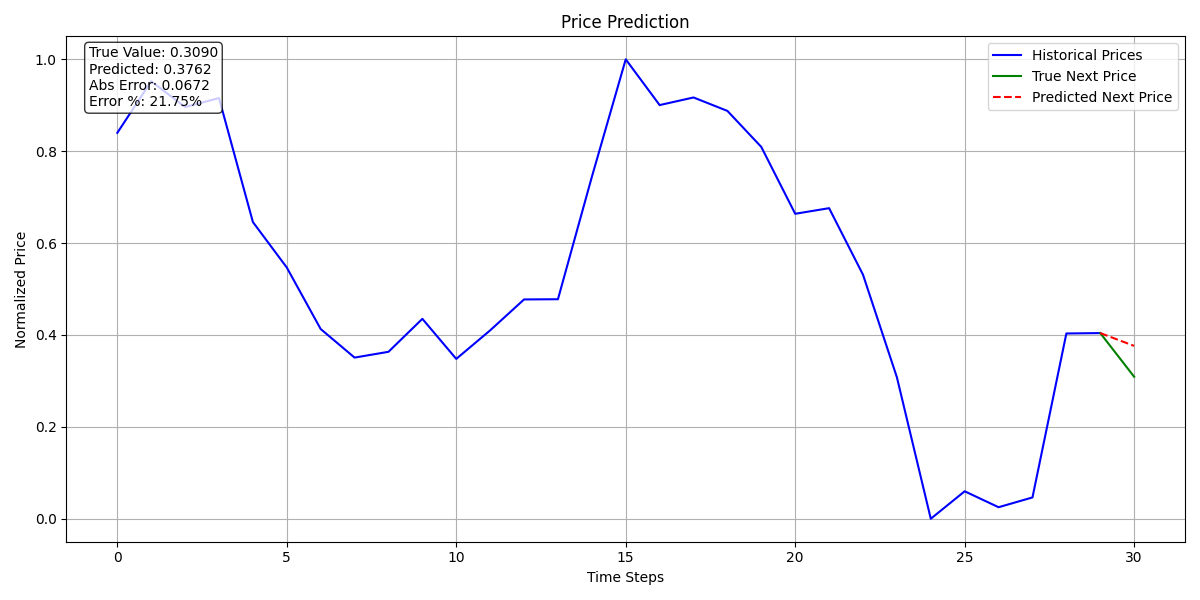 Price Prediction
True Value: 0.3090
Predicted: 0.3762
Abs Error: 0.0672
Error %: 21.75%
Historical Prices
True Next Price
Predicted Next Price
Normalized Price
1.0
0.8
0.6
0.4
0.2
0.0
0 5 10 15 20 25 30
Time Steps